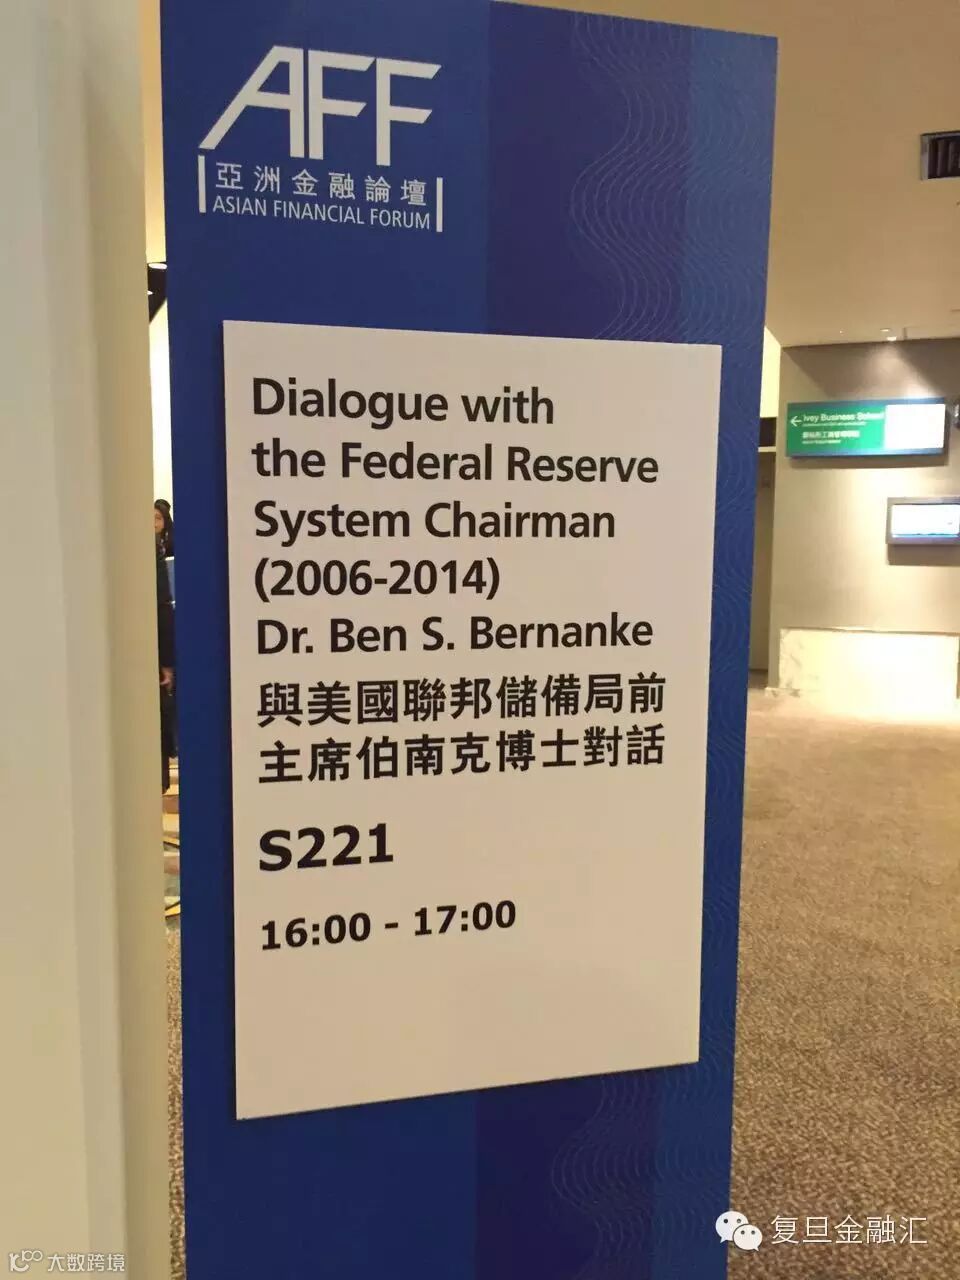 AFF
亞洲金融論壇
ASIAN FINANCIAL FORUM
Dialogue with
the Federal Reserve
System Chairman
(2006-2014)
Dr. Ben S. Bernanke
與美國聯邦儲備局前
主席伯南克博士對話
S221
16:00 - 17:00
Ivey Business School
复旦金融汇
大数跨境